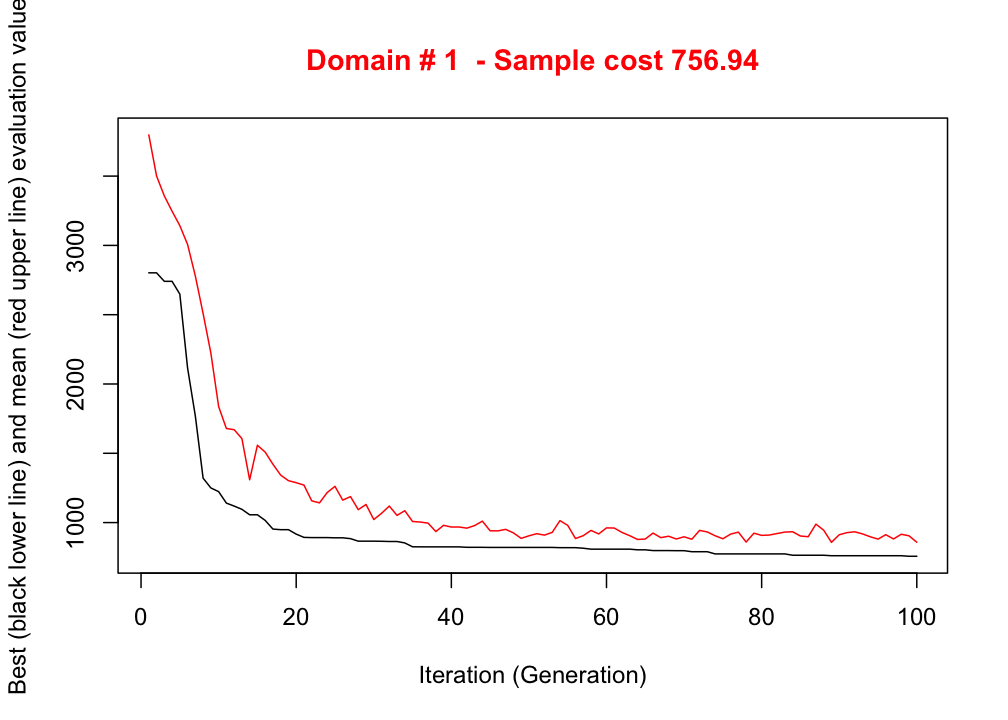 Domain # 1  - Sample cost 756.94
Best (black lower line) and mean (red upper line) evaluation value
3000
2000
1000
0 20 40 60 80 100
Iteration (Generation)